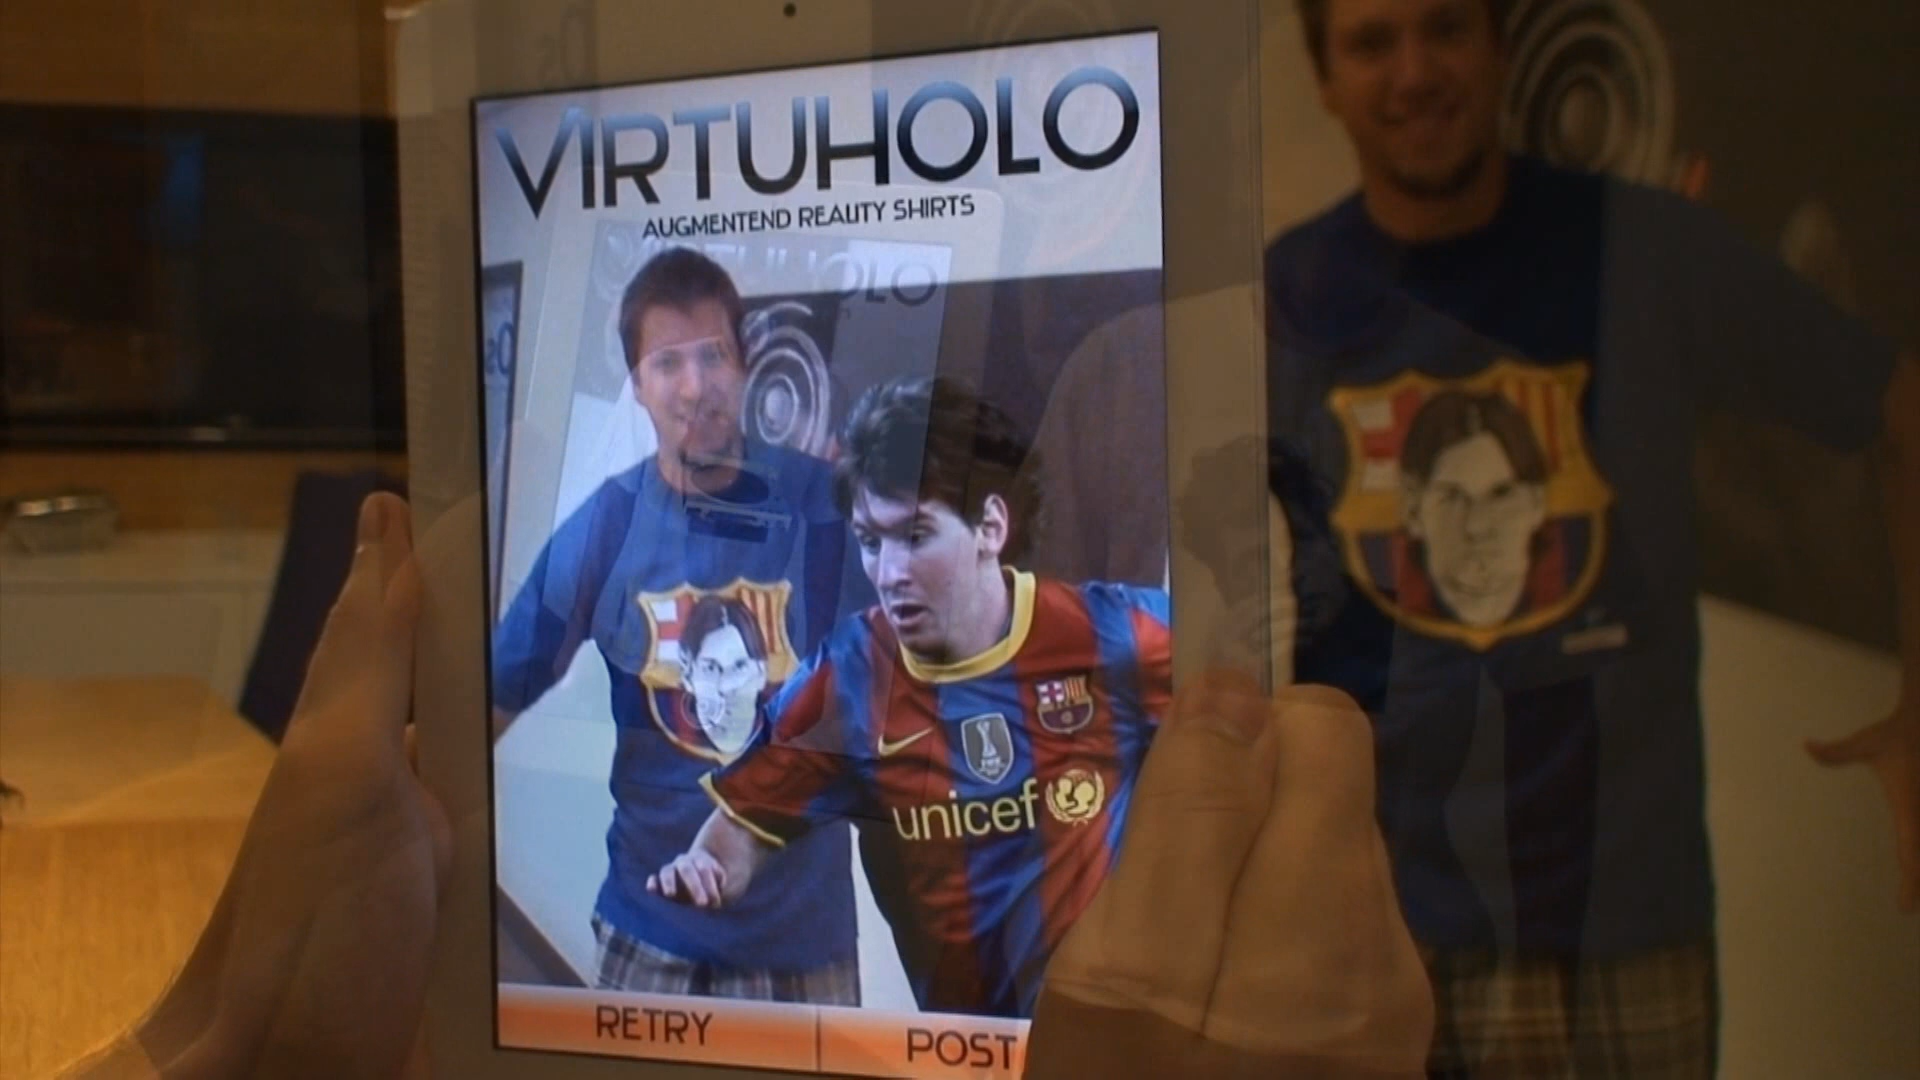 VIRTUHOLO
AUGMENTEND REALITY SHIRTS
unicef
RETRY
POST